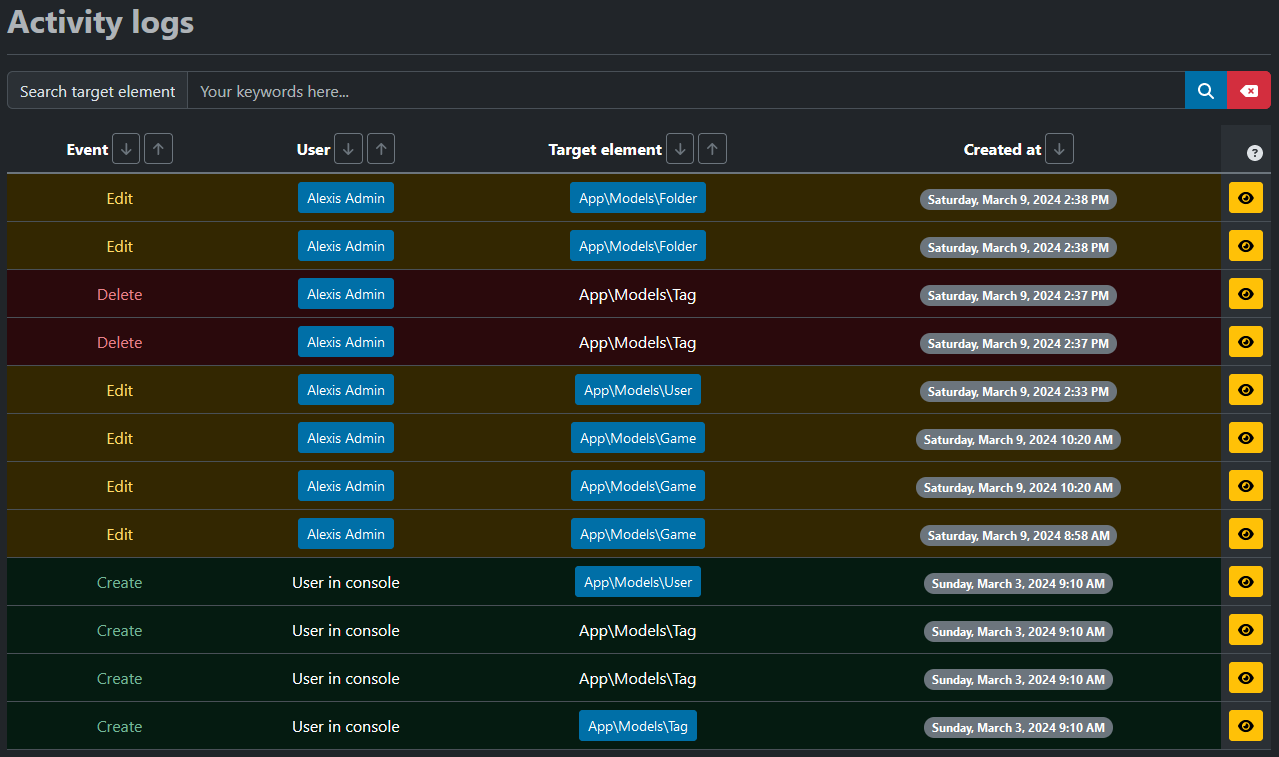 Activity logs
Search target element Your keywords here...
Event User Target element Created at
Edit Alexis Admin App\Models\Folder Saturday, March 9, 2024 2:38 PM
Edit Alexis Admin App\Models\Folder Saturday, March 9, 2024 2:38 PM
Delete Alexis Admin App\Models\Tag Saturday, March 9, 2024 2:37 PM
Delete Alexis Admin App\Models\Tag Saturday, March 9, 2024 2:37 PM
Edit Alexis Admin App\Models\User Saturday, March 9, 2024 2:33 PM
Edit Alexis Admin App\Models\Game Saturday, March 9, 2024 10:20 AM
Edit Alexis Admin App\Models\Game Saturday, March 9, 2024 10:20 AM
Edit Alexis Admin App\Models\Game Saturday, March 9, 2024 8:58 AM
Create User in console App\Models\User Sunday, March 3, 2024 9:10 AM
Create User in console App\Models\Tag Sunday, March 3, 2024 9:10 AM
Create User in console App\Models\Tag Sunday, March 3, 2024 9:10 AM
Create User in console App\Models\Tag Sunday, March 3, 2024 9:10 AM